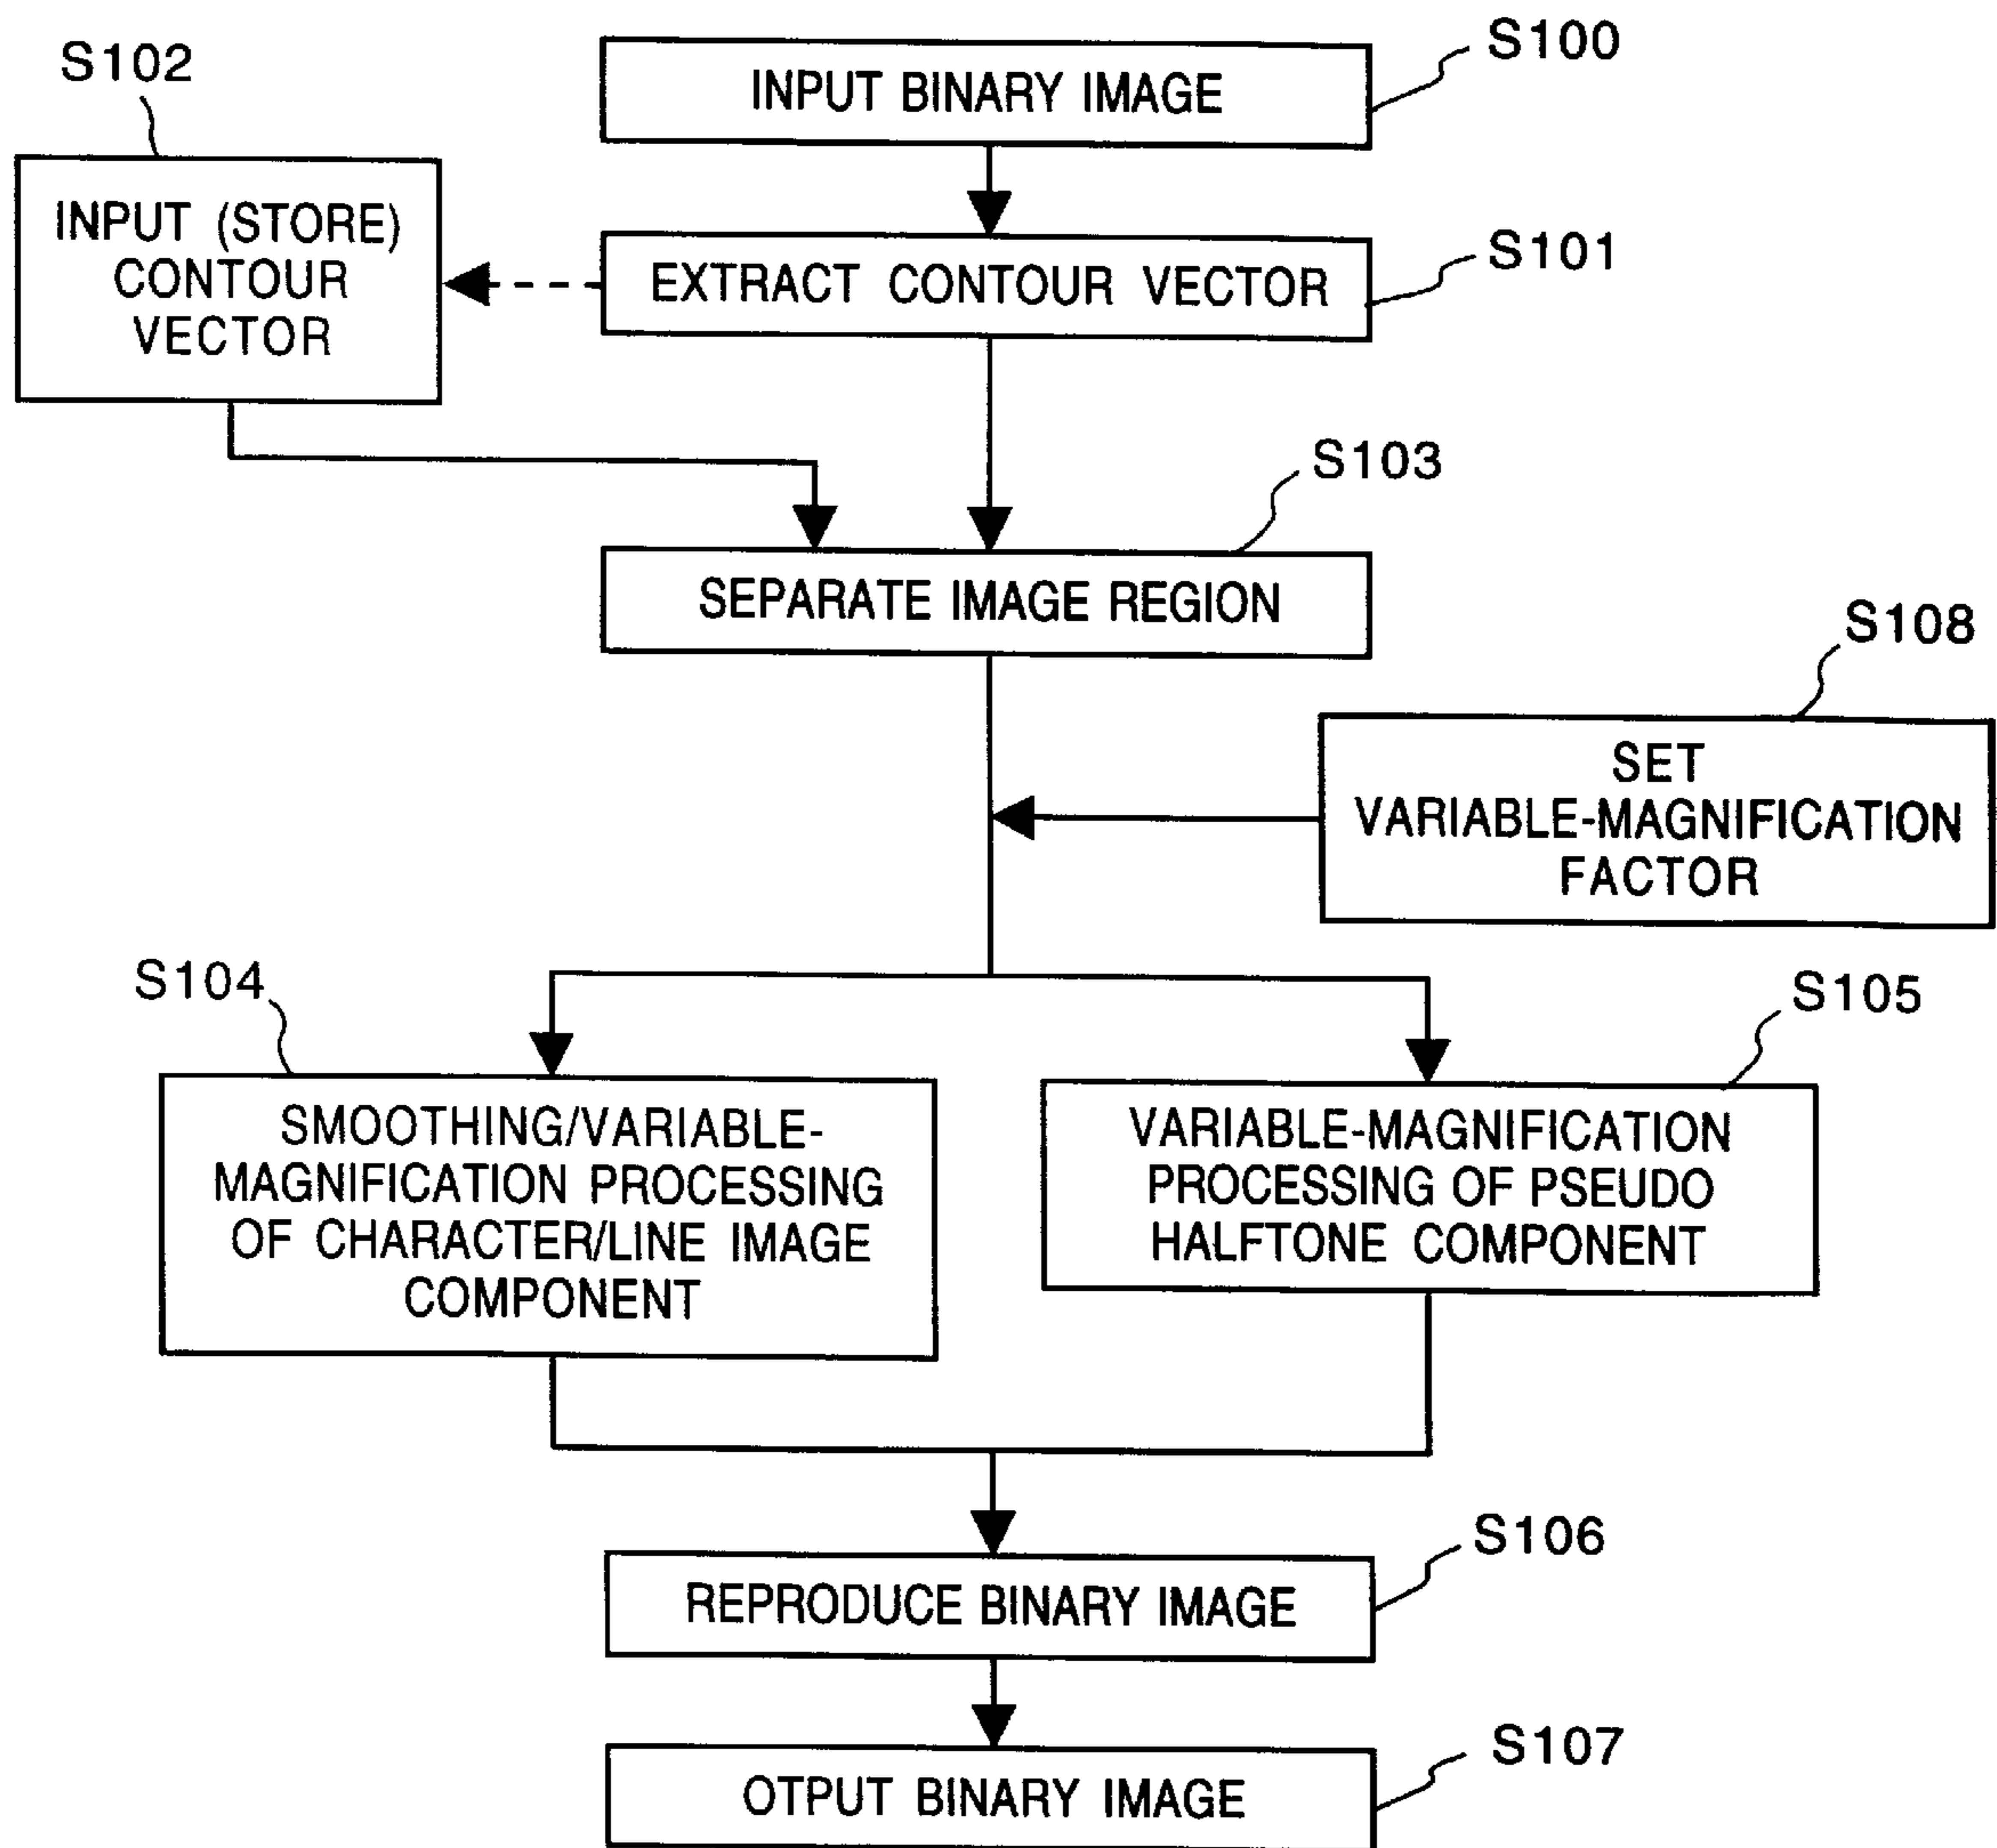 S100
INPUT BINARY IMAGE
S102
INPUT (STORE)
CONTOUR
VECTOR
S101
EXTRACT CONTOUR VECTOR
S103
SEPARATE IMAGE REGION
S108
SET
VARIABLE-MAGNIFICATION
FACTOR
S104
SMOOTHING/VARIABLE-
MAGNIFICATION PROCESSING
OF CHARACTER/LINE IMAGE
COMPONENT
S105
VARIABLE-MAGNIFICATION
PROCESSING OF PSEUDO
HALFTONE COMPONENT
S106
REPRODUCE BINARY IMAGE
S107
OTPUT BINARY IMAGE